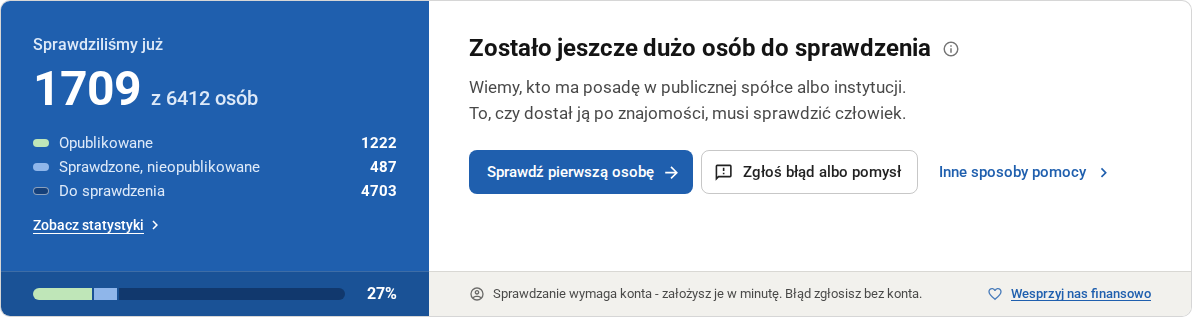 Sprawdziliśmy już
1709 z 6412 osób
Opublikowane 1222
Sprawdzone, nieopublikowane 487
Do sprawdzenia 4703
Zobacz statystyki
27%
Zostało jeszcze dużo osób do sprawdzenia
Wiemy, kto ma posadę w publicznej spółce albo instytucji.
To, czy dostał ją po znajomości, musi sprawdzić człowiek.
Sprawdź pierwszą osobę
Zgłoś błąd albo pomysł
Inne sposoby pomocy
Sprawdzanie wymaga konta - założysz je w minutę. Błąd zgłosisz bez konta.
Wesprzyj nas finansowo